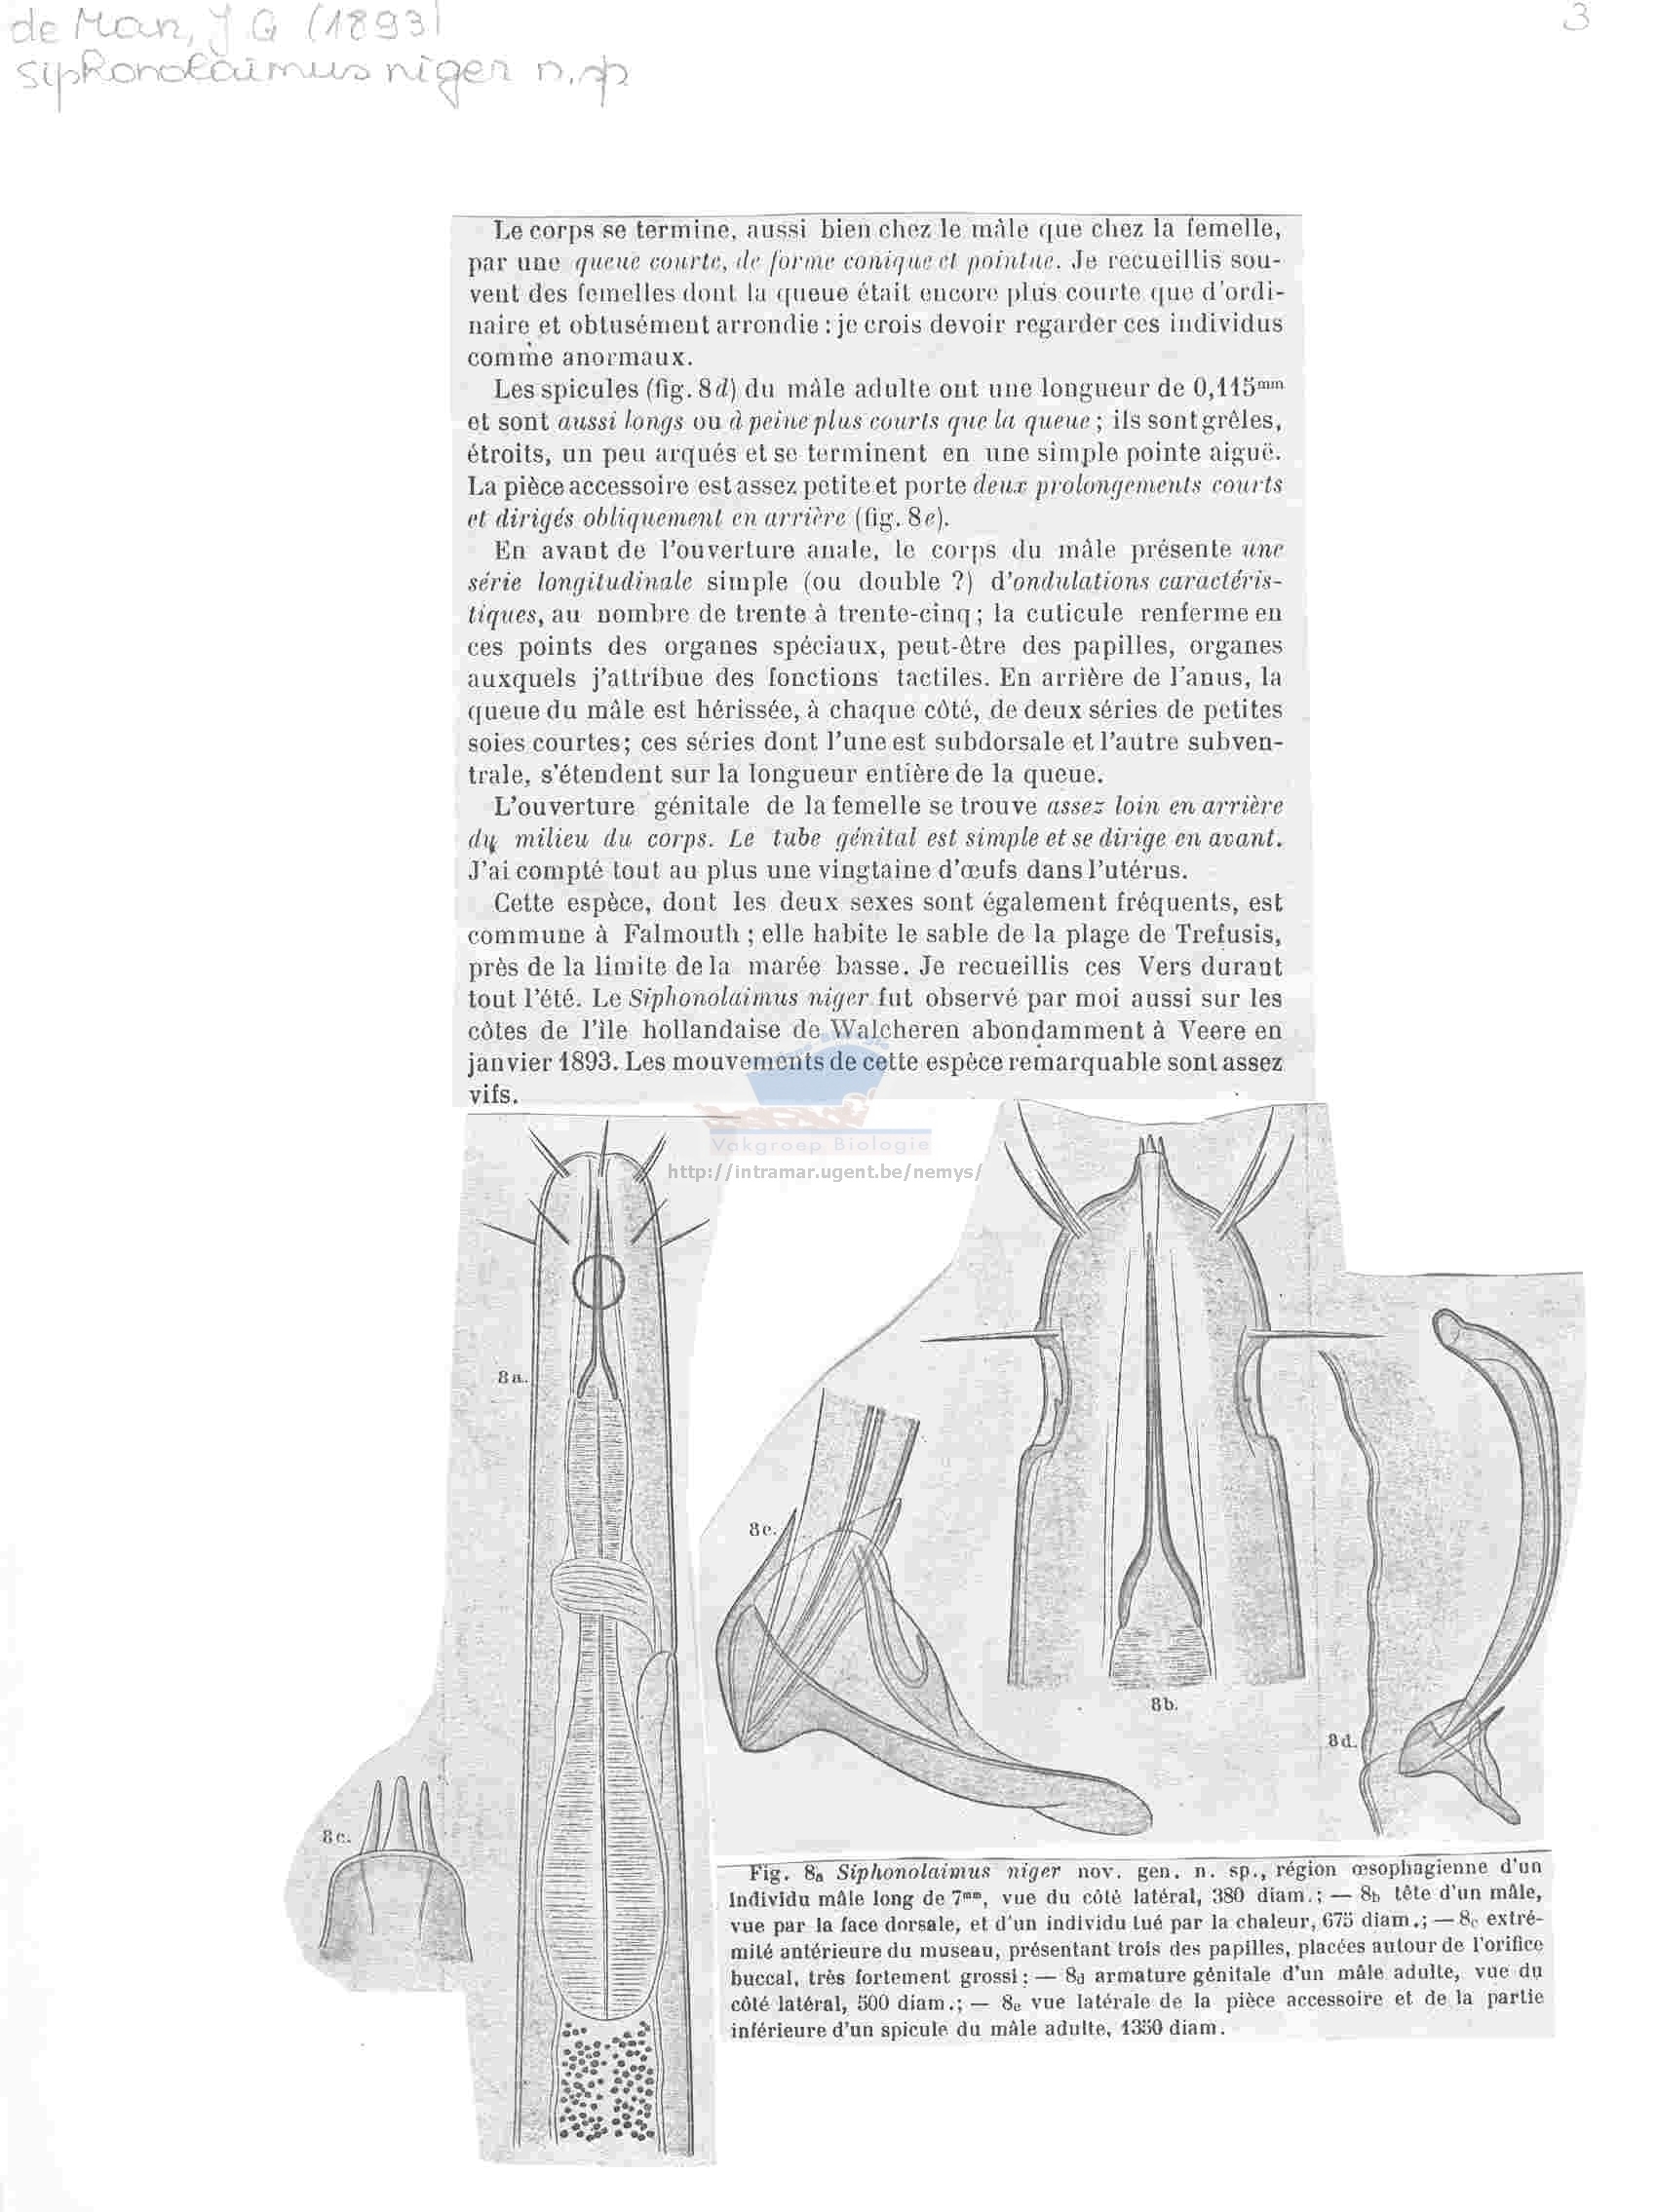 de Man, J G (1893)
3
Siphonolaimus niger n.sp
Le corps se termine, aussi bien chez le mâle que chez la femelle,
par une queue courte, de forme conique et pointue. Je recueillis sou-
vent des femelles dont la queue était encore plus courte que d'ordi-
naire et obtusément arrondie : je crois devoir regarder ces individus
comme anormaux.
Les spicules (fig. 8d) du mâle adulte ont une longueur de 0,115mm
et sont aussi longs ou à peine plus courts que la queue ; ils sont grêles,
étroits, un peu arqués et se terminent en une simple pointe aiguë.
La pièce accessoire est assez petite et porte deux prolongements courts
et dirigés obliquement en arrière (fig. 8e).
En avant de l'ouverture anale, le corps du mâle présente une
série longitudinale simple (ou double ?) d'ondulations caractéris-
tiques, au nombre de trente à trente-cinq ; la cuticule renferme en
ces points des organes spéciaux, peut-être des papilles, organes
auxquels j'attribue des fonctions tactiles. En arrière de l'anus, la
queue du mâle est hérissée, à chaque côté, de deux séries de petites
soies courtes; ces séries dont l'une est subdorsale et l'autre subven-
trale, s'étendent sur la longueur entière de la queue.
L'ouverture génitale de la femelle se trouve assez loin en arrière
du milieu du corps. Le tube génital est simple et se dirige en avant.
J'ai compté tout au plus une vingtaine d'œufs dans l'utérus.
Cette espèce, dont les deux sexes sont également fréquents, est
commune à Falmouth ; elle habite le sable de la plage de Trefusis,
près de la limite de la marée basse. Je recueillis ces Vers durant
tout l'été. Le Siphonolaimus niger fut observé par moi aussi sur les
côtes de l'île hollandaise de Walcheren abondamment à Veere en
janvier 1893. Les mouvements de cette espèce remarquable sont assez
vifs.
Vakgroep Biologie
http://intramar.ugent.be/nemys/
8a.
8e.
8b.
8d.
8c.
Fig. 8a Siphonolaimus niger nov. gen. n. sp., région œsophagienne d'un
individu mâle long de 7mm, vue du côté latéral, 380 diam.; — 8b tête d'un mâle,
vue par la face dorsale, et d'un individu tué par la chaleur, 675 diam.; — 8c extré-
mité antérieure du museau, présentant trois des papilles, placées autour de l'orifice
buccal, très fortement grossi; — 8d armature génitale d'un mâle adulte, vue du
côté latéral, 500 diam.; — 8e vue latérale de la pièce accessoire et de la partie
inférieure d'un spicule du mâle adulte, 1350 diam.